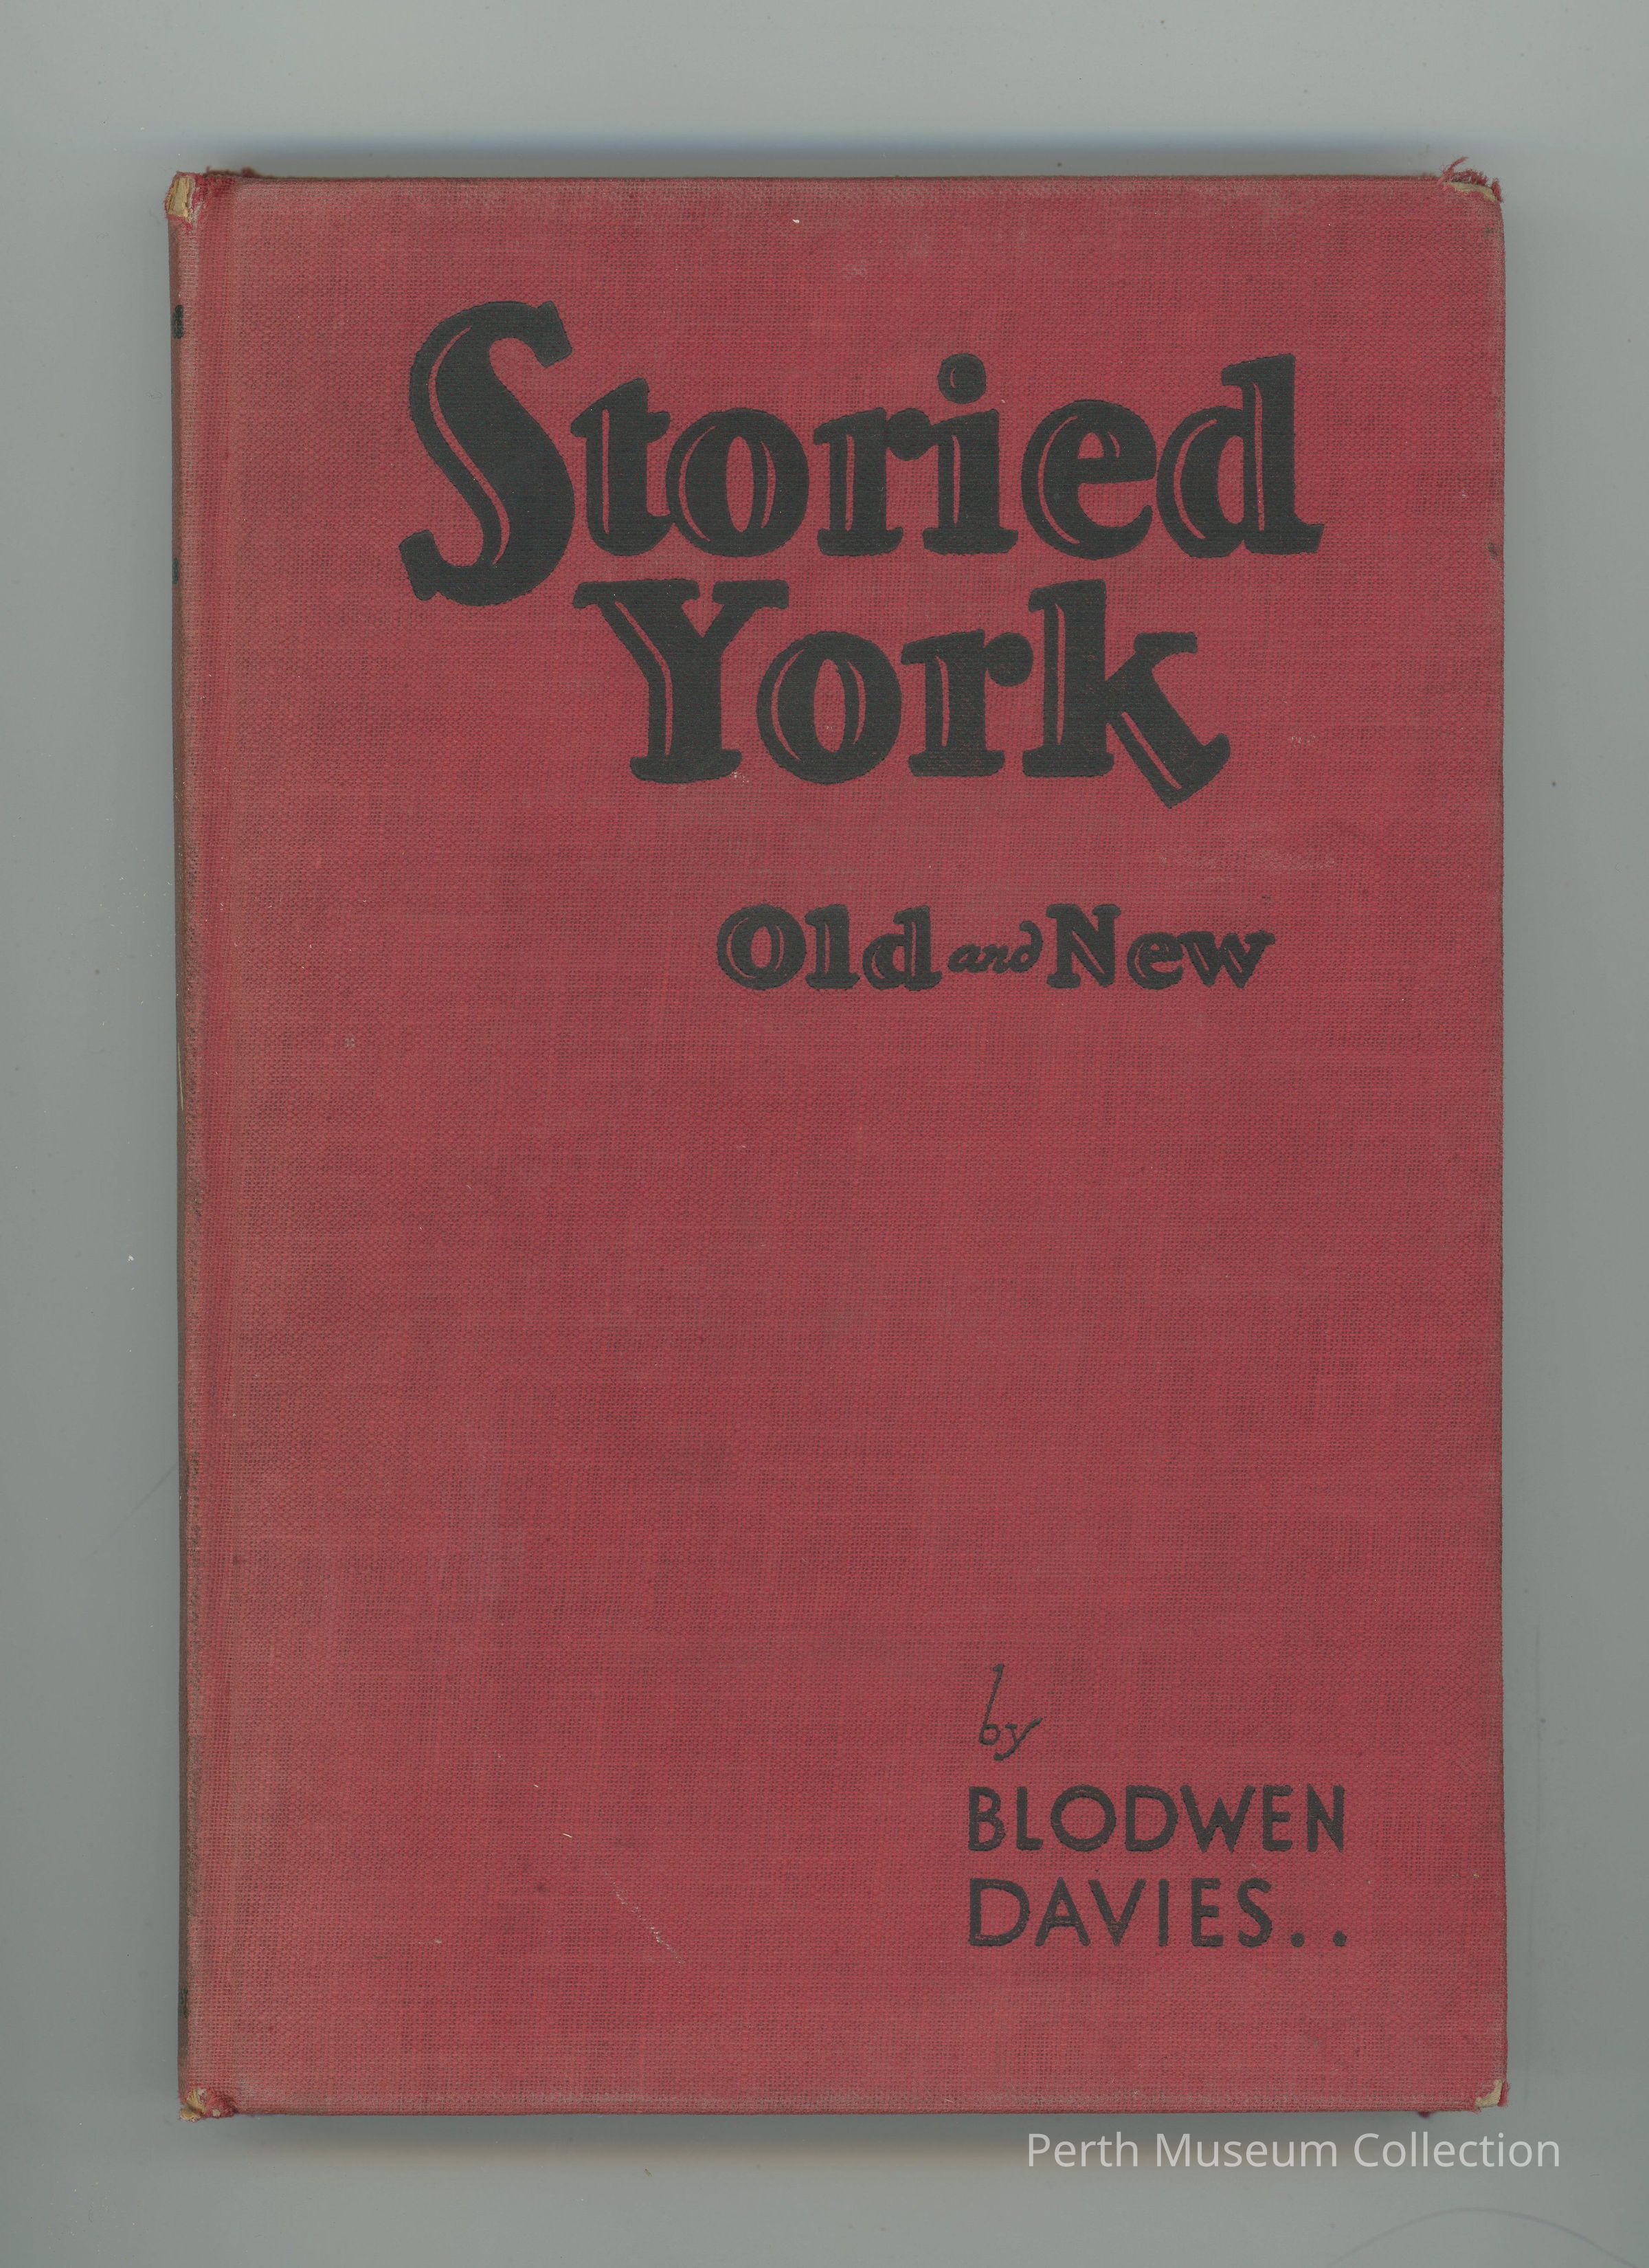 Storied
York
Old and New
by
BLODWEN
DAVIES..
Perth Museum Collection